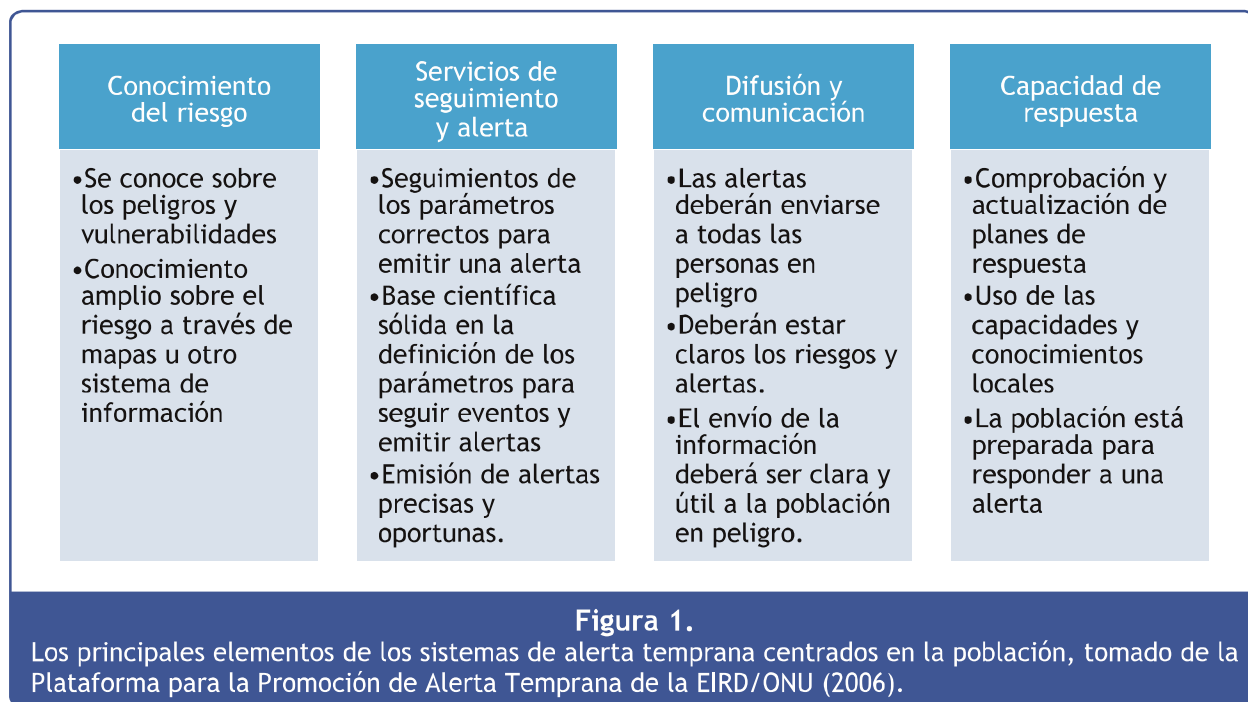 Conocimiento
del riesgo
•Se conoce sobre
los peligros y
vulnerabilidades
•Conocimiento
amplio sobre el
riesgo a través de
mapas u otro
sistema de
información
Servicios de
seguimiento
y alerta
•Seguimientos de
los parámetros
correctos para
emitir una alerta
•Base científica
sólida en la
definición de los
parámetros para
seguir eventos y
emitir alertas
•Emisión de alertas
precisas y
oportunas.
Difusión y
comunicación
•Las alertas
deberán enviarse
a todas las
personas en
peligro
•Deberán estar
claros los riesgos y
alertas.
•El envío de la
información
deberá ser clara y
útil a la población
en peligro.
Capacidad de
respuesta
•Comprobación y
actualización de
planes de
respuesta
•Uso de las
capacidades y
conocimientos
locales
•La población está
preparada para
responder a una
alerta
Figura 1.
Los principales elementos de los sistemas de alerta temprana centrados en la población, tomado de la
Plataforma para la Promoción de Alerta Temprana de la EIRD/ONU (2006).